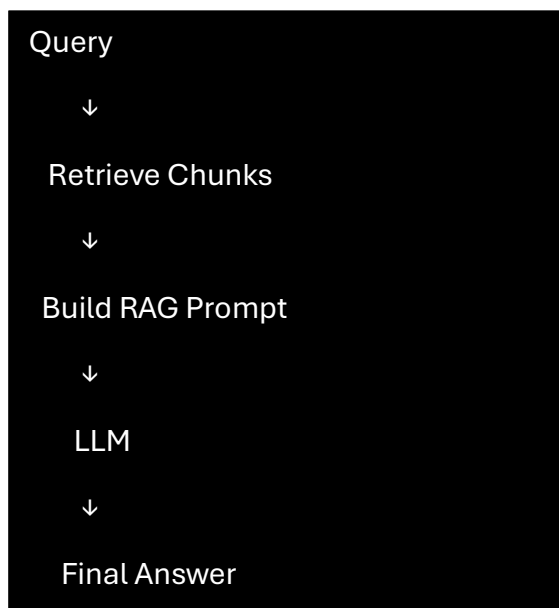 Query
↓
Retrieve Chunks
↓
Build RAG Prompt
↓
LLM
↓
Final Answer